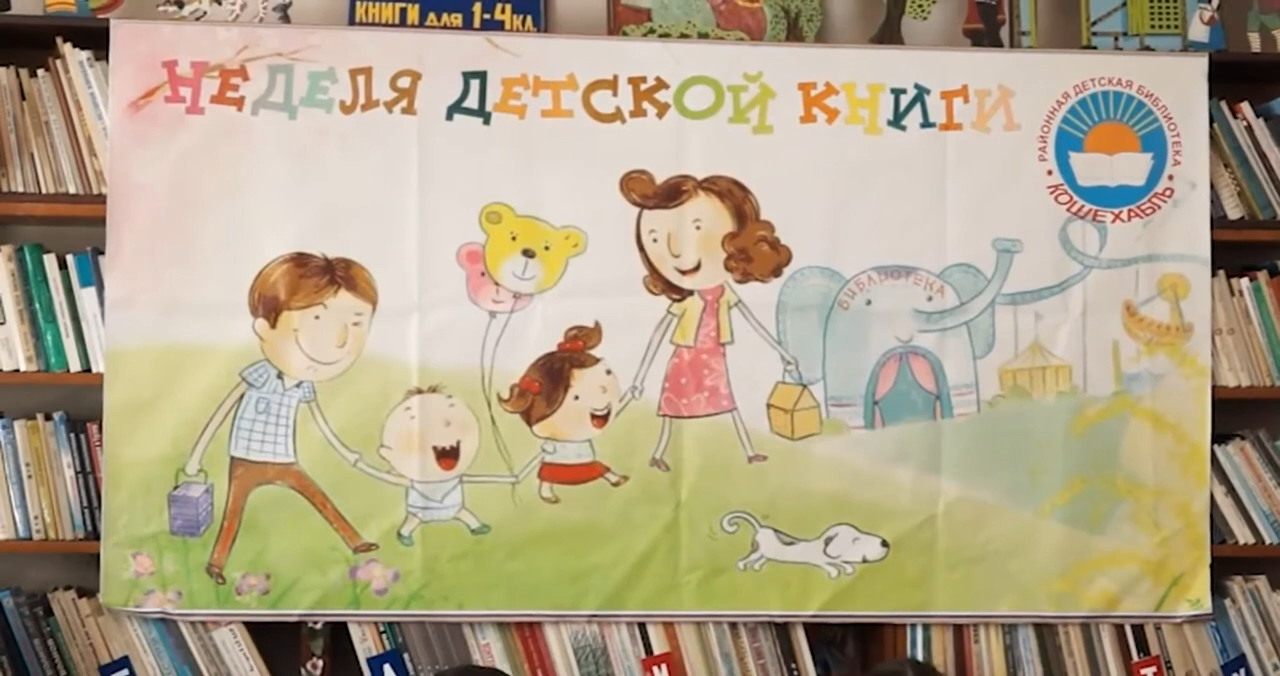 КНИГИ для 1-4кл.
НЕДЕЛЯ ДЕТСКОЙ КНИГИ
РАЙОННАЯ ДЕТСКАЯ БИБЛИОТЕКА
• КОШЕХАБЛЬ •
БИБЛИОТЕКА